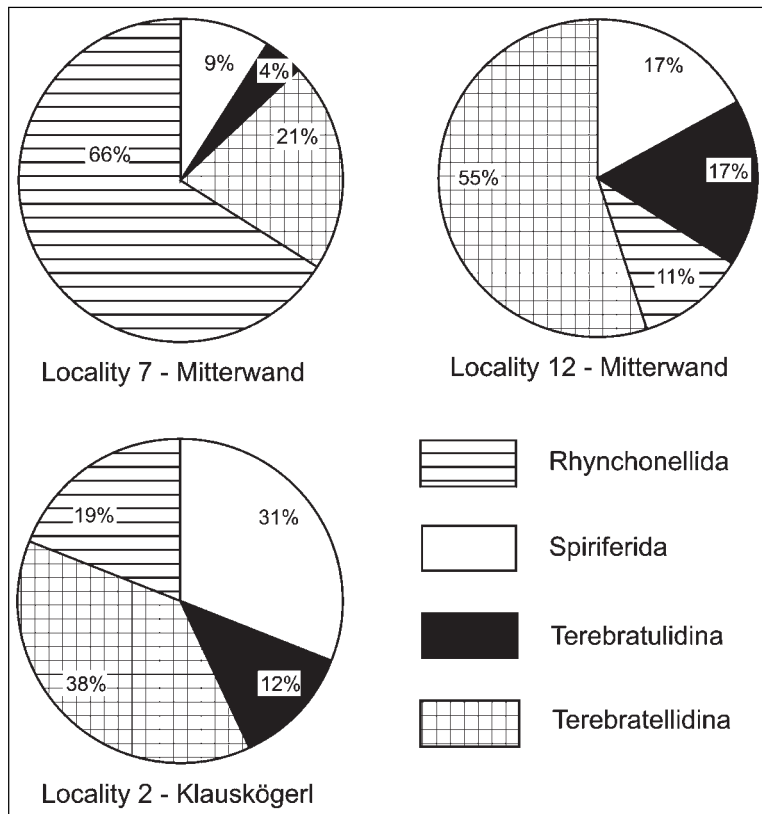 9%
4%
21%
66%
Locality 7 - Mitterwand
17%
17%
55%
11%
Locality 12 - Mitterwand
31%
19%
38%
12%
Locality 2 - Klauskögerl
Rhynchonellida
Spiriferida
Terebratulidina
Terebratellidina